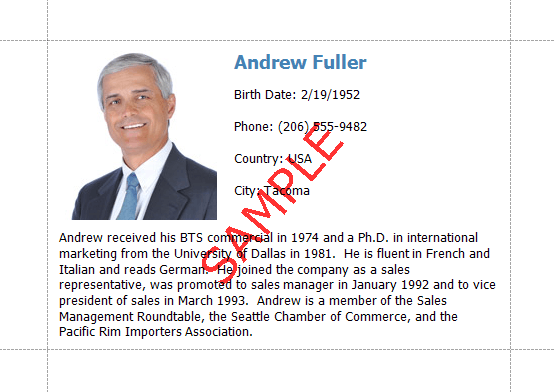 Andrew Fuller
Birth Date: 2/19/1952
Phone: (206) 555-9482
Country: USA
City: Tacoma
SAMPLE
Andrew received his BTS commercial in 1974 and a Ph.D. in international
marketing from the University of Dallas in 1981.  He is fluent in French and
Italian and reads German.  He joined the company as a sales
representative, was promoted to sales manager in January 1992 and to vice
president of sales in March 1993.  Andrew is a member of the Sales
Management Roundtable, the Seattle Chamber of Commerce, and the
Pacific Rim Importers Association.